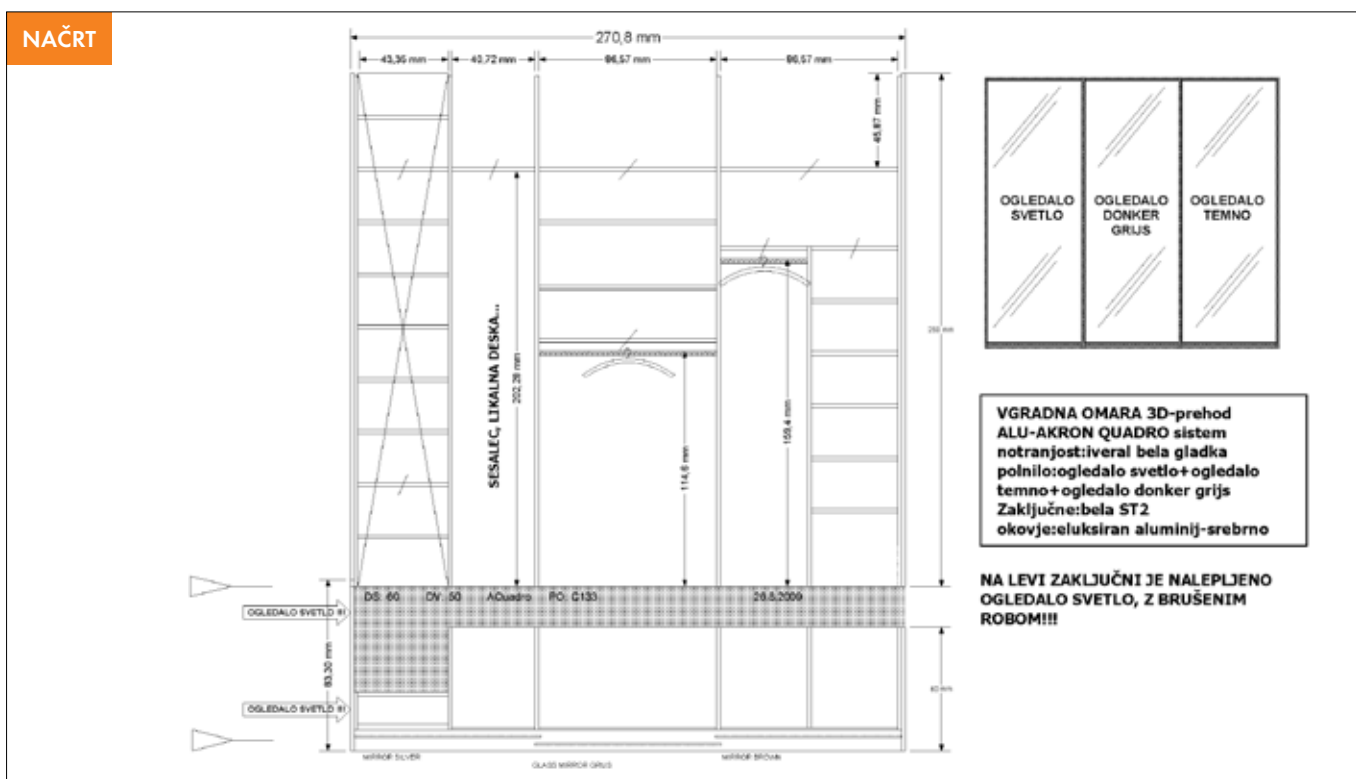 NAČRT
270,8 mm
43,36 mm
40,72 mm
86,57 mm
86,57 mm
45,87 mm
OGLEDALO
SVETLO
OGLEDALO
DONKER
GRIJS
OGLEDALO
TEMNO
SESALEC, LIKALNA DESKA...
202,28 mm
114,6 mm
159,4 mm
250 mm
VGRADNA OMARA 3D-prehod
ALU-AKRON QUADRO sistem
notranjost:iveral bela gladka
polnilo:ogledalo svetlo+ogledalo
temno+ogledalo donker grijs
Zaključne:bela ST2
okovje:eluksiran aluminij-srebrno
NA LEVI ZAKLJUČNI JE NALEPLJENO
OGLEDALO SVETLO, Z BRUŠENIM
ROBOM!!!
DS: 60 DV: 50 AQuadro PO: C133 26.5.2009
OGLEDALO SVETLO !!!
83,30 mm
60 mm
OGLEDALO SVETLO !!!
MIRROR SILVER
GLASS MIRROR GRIJS
MIRROR BROWN